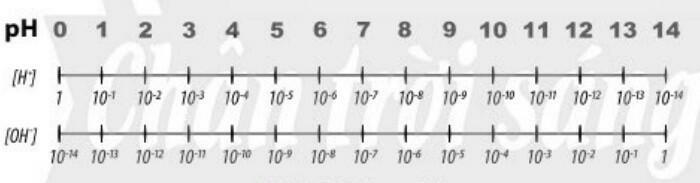 pH 0 1 2 3 4 5 6 7 8 9 10 11 12 13 14
[H⁺]
1 10⁻¹ 10⁻² 10⁻³ 10⁻⁴ 10⁻⁵ 10⁻⁶ 10⁻⁷ 10⁻⁸ 10⁻⁹ 10⁻¹⁰ 10⁻¹¹ 10⁻¹² 10⁻¹³ 10⁻¹⁴
[OH⁻]
10⁻¹⁴ 10⁻¹³ 10⁻¹² 10⁻¹¹ 10⁻¹⁰ 10⁻⁹ 10⁻⁸ 10⁻⁷ 10⁻⁶ 10⁻⁵ 10⁻⁴ 10⁻³ 10⁻² 10⁻¹ 1
Chân trời sáng